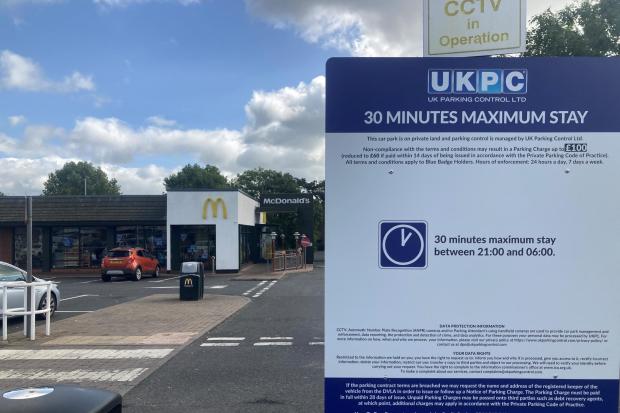 CCTV
in
Operation
UKPC
UK PARKING CONTROL LTD
30 MINUTES MAXIMUM STAY
This car park is on private land and parking control is managed by UK Parking Control Ltd.
Non-compliance with the terms and conditions may result in a Parking Charge up to £100
(reduced to £60 if paid within 14 days of being issued in accordance with the Private Parking Code of Practice).
All terms and conditions apply to Blue Badge Holders. Hours of enforcement: 24 hours a day, 7 days a week.
McDonald's
30 minutes maximum stay
between 21:00 and 06:00.
DATA PROTECTION INFORMATION
YOUR DATA RIGHTS
If the parking contract terms are breached we may request the name and address of the registered keeper of
the vehicle from the DVLA in order to issue or follow up a Notice of Parking Charge. The Parking Charge must be paid
in full within 28 days of issue. Unpaid Parking Charges may be passed onto third parties such as debt recovery agents,
at which point, additional charges may apply in accordance with the Private Parking Code of Practice.